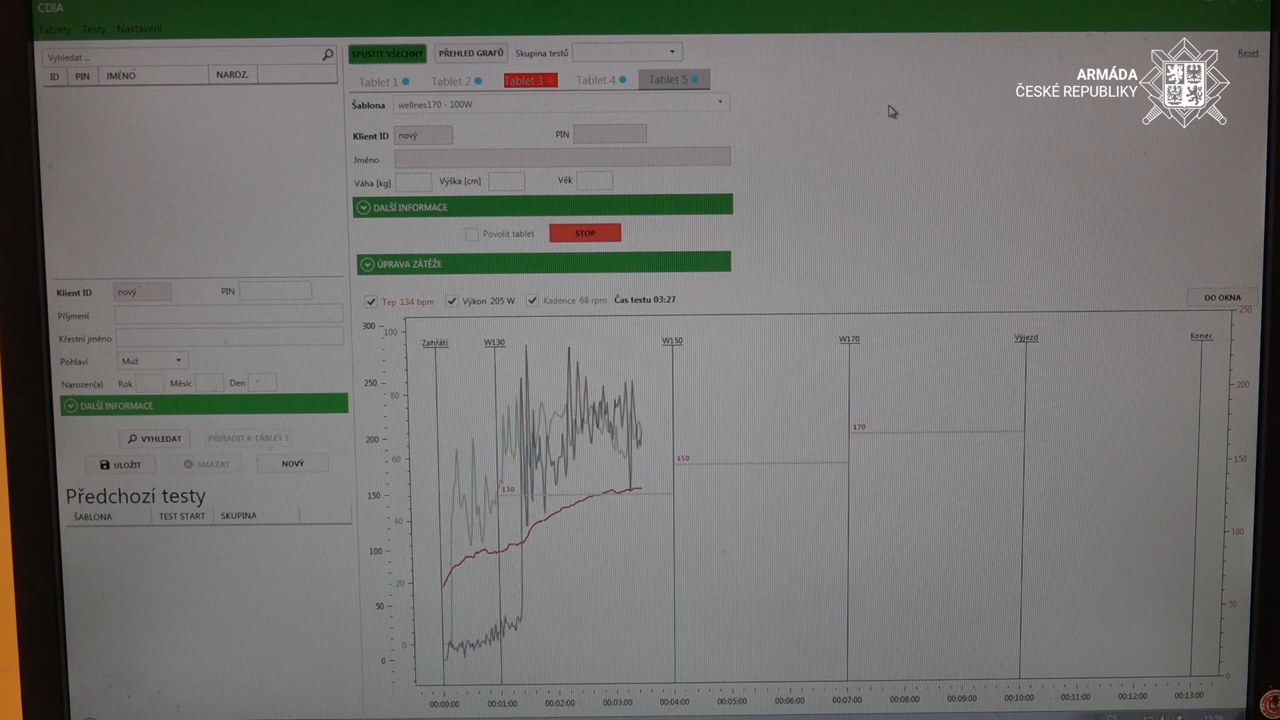 CDIA
Tablety Testy Nastavení
Vyhledat ...
SPUSTIT VŠECHNY PŘEHLED GRAFŮ Skupina testů
Reset
ID PIN JMÉNO NAROZ.
Tablet 1 Tablet 2 Tablet 3 Tablet 4 Tablet 5
ARMÁDA
ČESKÉ REPUBLIKY
Šablona wellnes170 - 100W
Klient ID nový PIN
Jméno
Váha [kg] Výška [cm] Věk
DALŠÍ INFORMACE
Povolit tablet STOP
ÚPRAVA ZÁTĚŽE
Klient ID nový PIN
Příjmení
Křestní jméno
Pohlaví Muž
Narozen(a) Rok Měsíc Den
DALŠÍ INFORMACE
VYHLEDAT PŘIŘADIT K TABLET 5
ULOŽIT SMAZAT NOVÝ
Předchozí testy
ŠABLONA TEST START SKUPINA
Tep 134 bpm Výkon 205 W Kadence 68 rpm Čas testu 03:27
DO OKNA
Zahřátí W130 W150 W170 Výjezd Konec
300 250 200 150 100 50 0
100 80 60 40 20 0
130 150 170
250 200 150 100 50 0
00:00:00 00:01:00 00:02:00 00:03:00 00:04:00 00:05:00 00:06:00 00:07:00 00:08:00 00:09:00 00:10:00 00:11:00 00:12:00 00:13:00